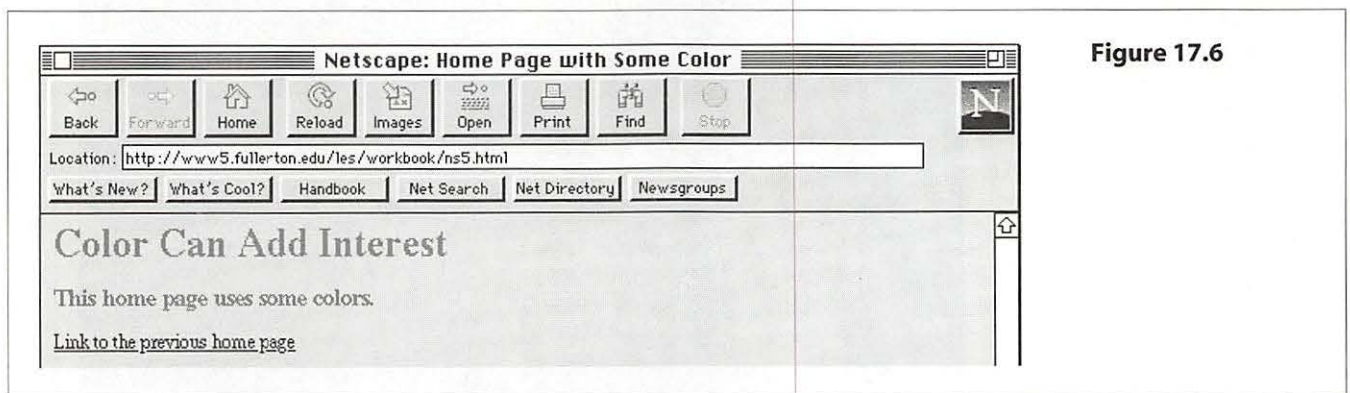 Figure 17.6
Netscape: Home Page with Some Color
Back Forward Home Reload Images Open Print Find Stop
N
Location: http://www5.fullerton.edu/les/workbook/ns5.html
What's New? What's Cool? Handbook Net Search Net Directory Newsgroups
Color Can Add Interest
This home page uses some colors.
Link to the previous home page